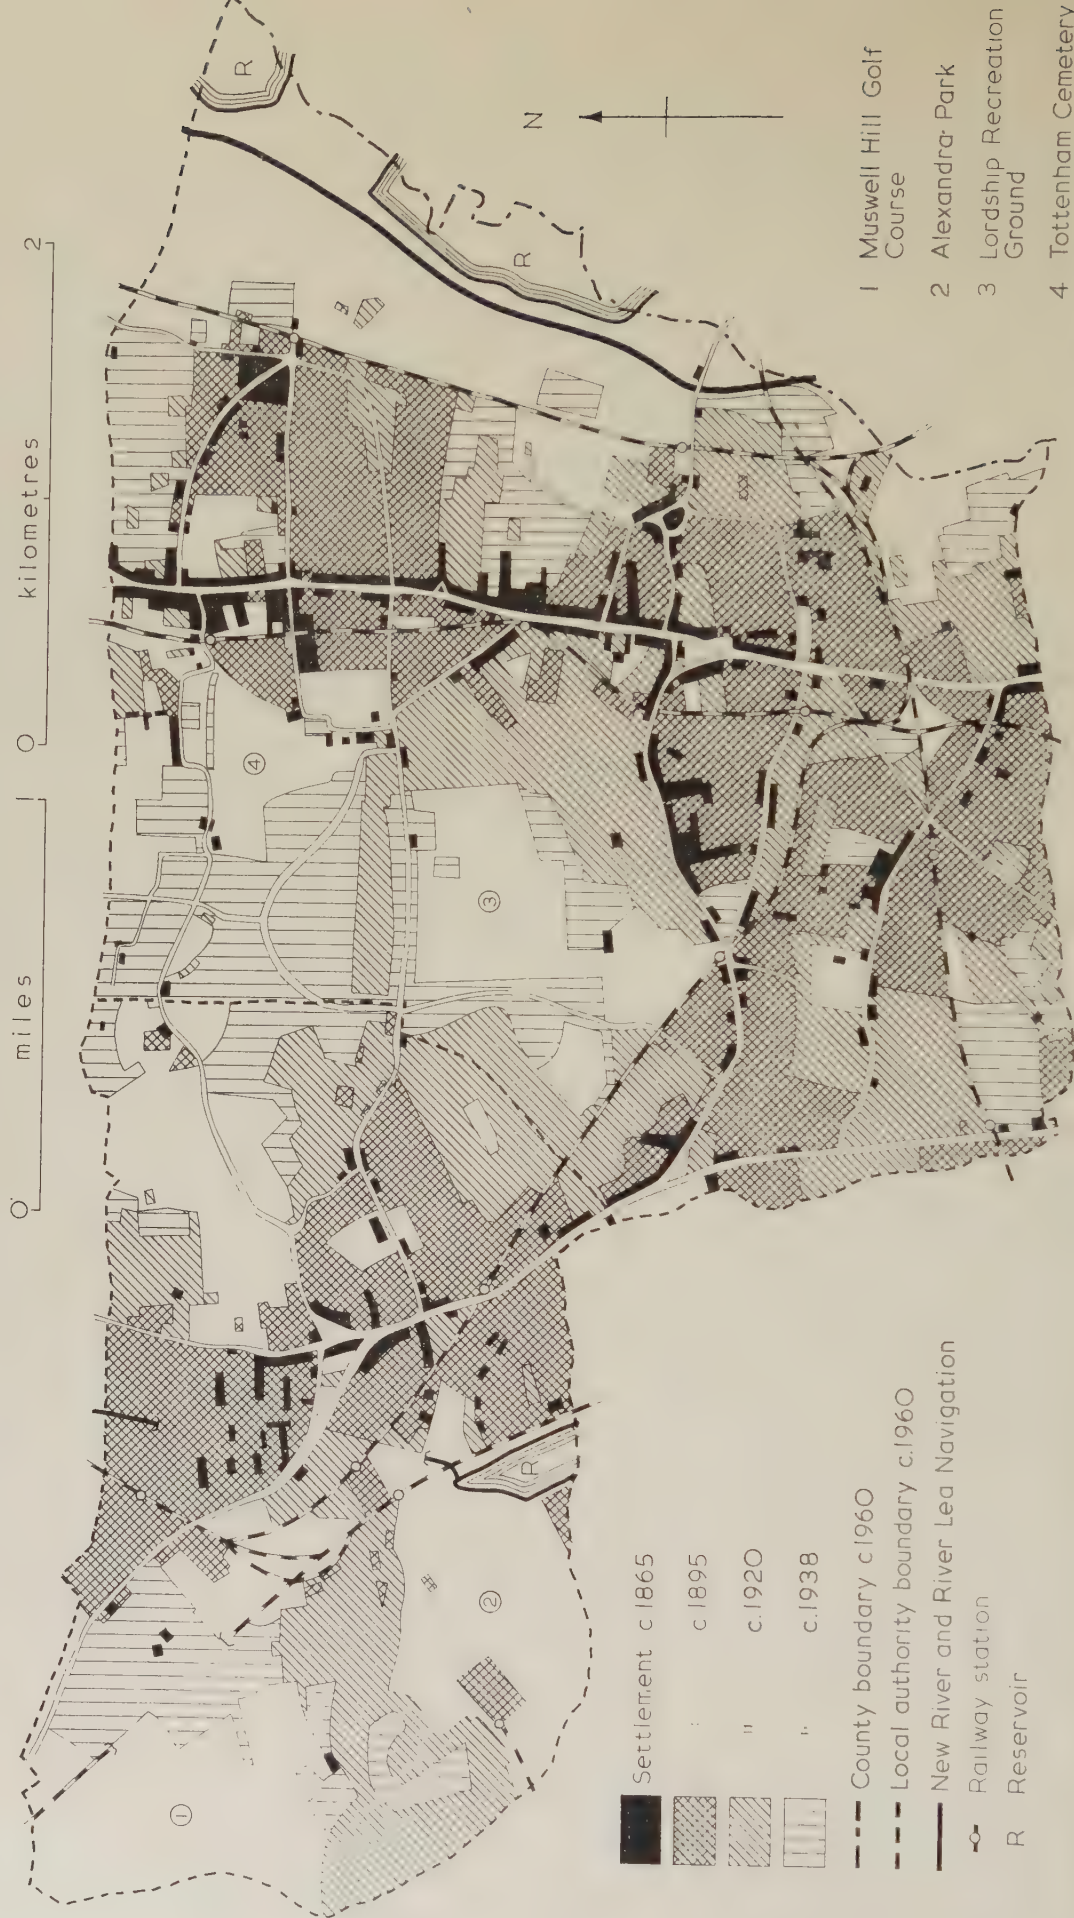 miles
0 1
kilometres
0 2
N
R
R
R
1
2
3
4
Settlement c 1865
" c 1895
" c.1920
" c.1938
County boundary c 1960
Local authority boundary c.1960
New River and River Lea Navigation
Railway station
R Reservoir
1 Muswell Hill Golf
Course
2 Alexandra Park
3 Lordship Recreation
Ground
4 Tottenham Cemetery